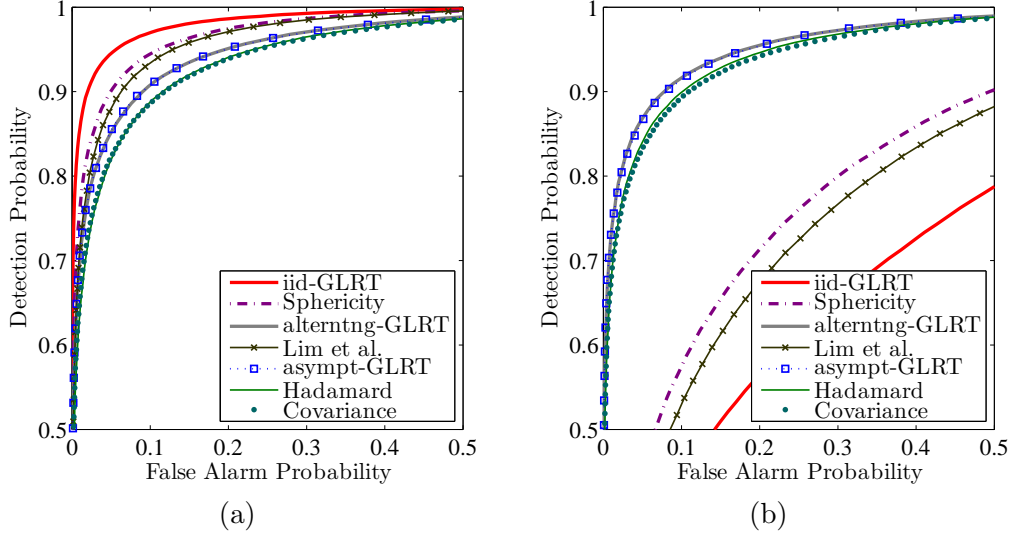 1
0.9
0.8
0.7
0.6
0.5
Detection Probability
iid-GLRT
Sphericity
alterntng-GLRT
Lim et al.
asympt-GLRT
Hadamard
Covariance
0
0.1
0.2
0.3
0.4
0.5
False Alarm Probability
(a)
1
0.9
0.8
0.7
0.6
0.5
Detection Probability
iid-GLRT
Sphericity
alterntng-GLRT
Lim et al.
asympt-GLRT
Hadamard
Covariance
0
0.1
0.2
0.3
0.4
0.5
False Alarm Probability
(b)